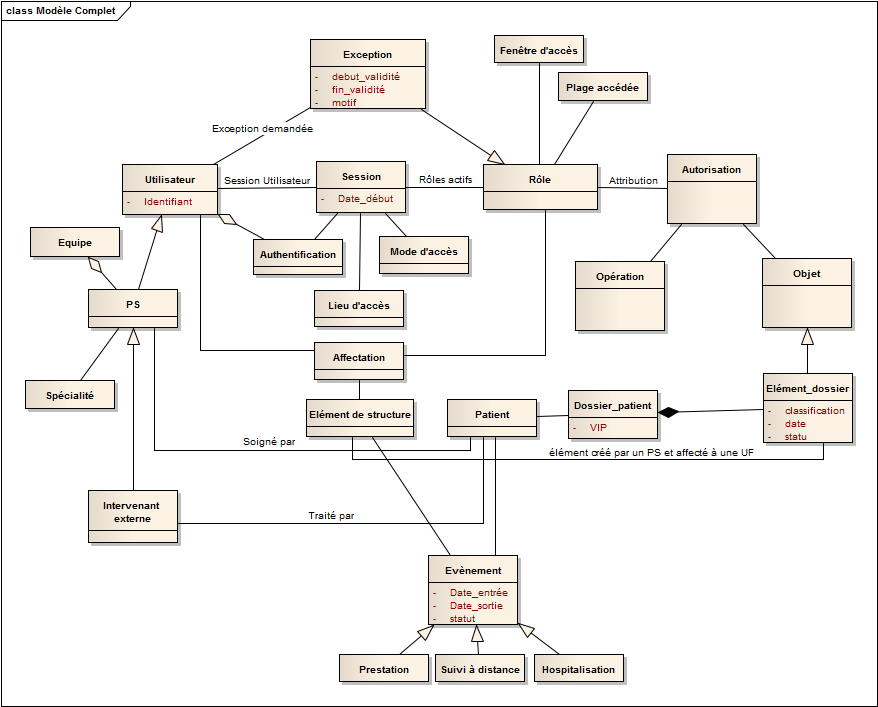 class Modèle Complet
Exception
- debut_validité
- fin_validité
- motif
Fenêtre d'accès
Plage accédée
Exception demandée
Utilisateur
- Identifiant
Session Utilisateur
Session
- Date_début
Rôles actifs
Rôle
Attribution
Autorisation
Equipe
Authentification
Mode d'accès
Opération
Objet
PS
Lieu d'accès
Affectation
Spécialité
Elément de structure
Patient
Dossier_patient
- VIP
Elément_dossier
- classification
- date
- statu
Soigné par
élément créé par un PS et affecté à une UF
Intervenant
externe
Traité par
Evènement
- Date_entrée
- Date_sortie
- statut
Prestation
Suivi à distance
Hospitalisation